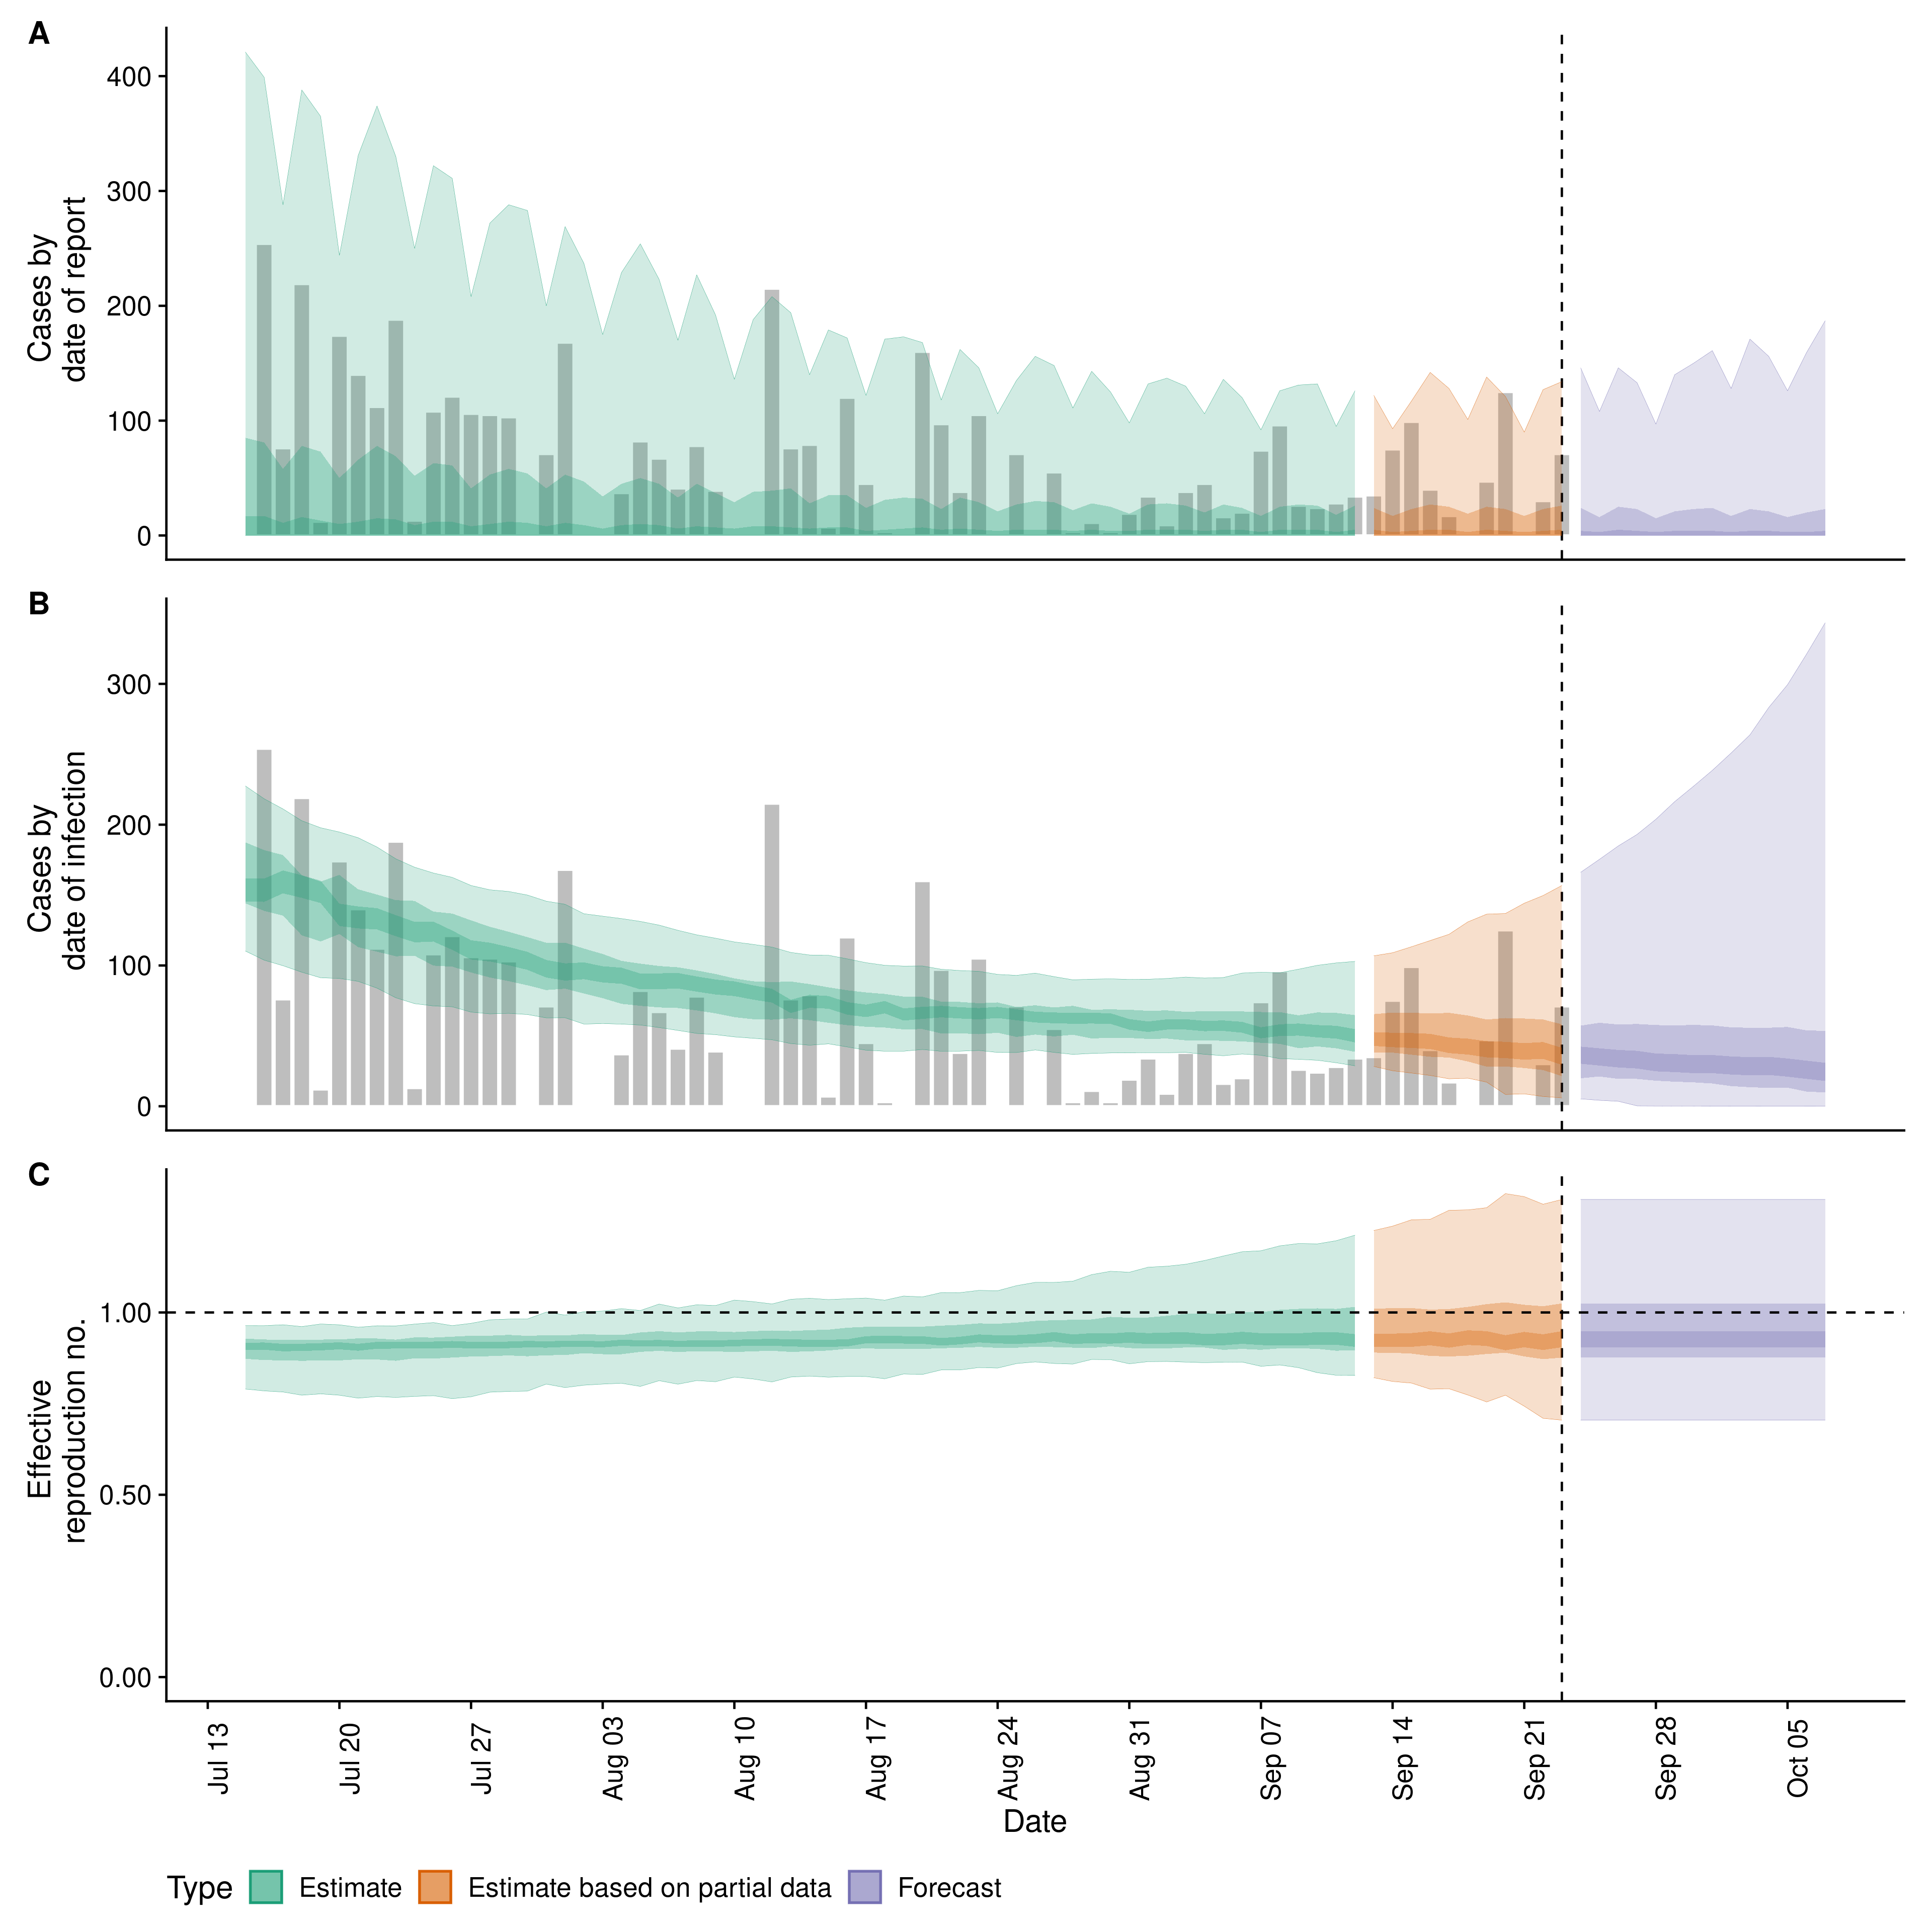 A
Cases by
date of report
400
300
200
100
0
B
Cases by
date of infection
300
200
100
0
C
Effective
reproduction no.
1.00
0.50
0.00
Jul 13
Jul 20
Jul 27
Aug 03
Aug 10
Aug 17
Aug 24
Aug 31
Sep 07
Sep 14
Sep 21
Sep 28
Oct 05
Date
Type Estimate Estimate based on partial data Forecast